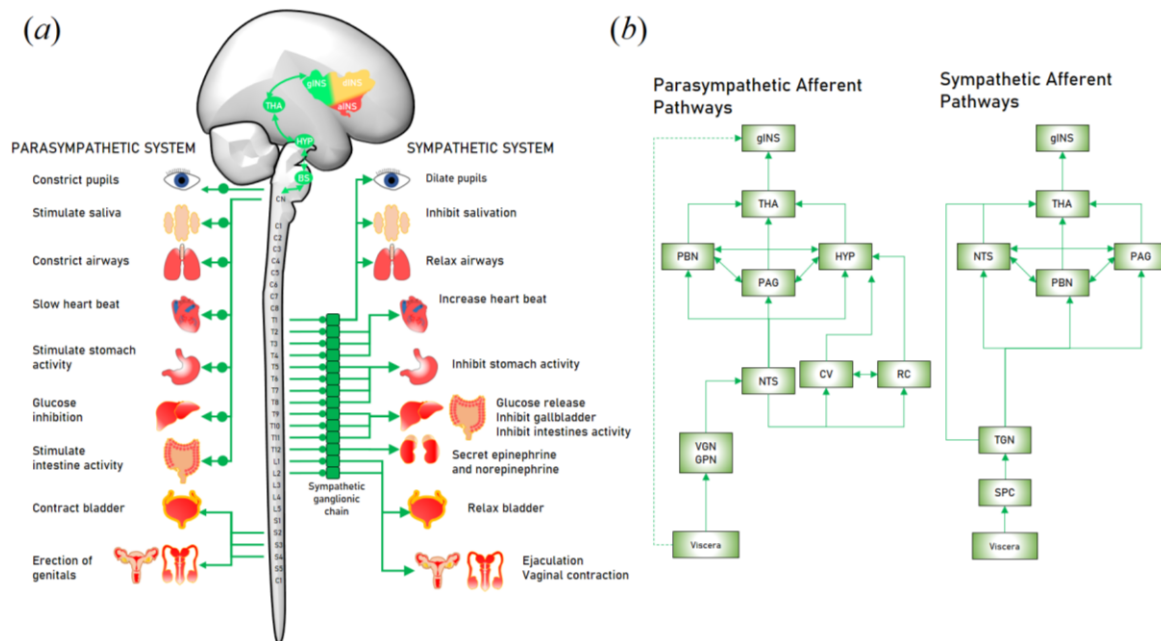 (a)
gINS
dINS
aINS
THA
HYP
BS
CN
PARASYMPATHETIC SYSTEM
Constrict pupils
Stimulate saliva
Constrict airways
Slow heart beat
Stimulate stomach
activity
Glucose
inhibition
Stimulate
intestine activity
Contract bladder
Erection of
genitals
C1
C2
C3
C4
C5
C6
C7
C8
T1
T2
T3
T4
T5
T6
T7
T8
T9
T10
T11
T12
L1
L2
L3
L4
L5
S1
S2
S3
S4
S5
C1
Sympathetic
ganglionic
chain
SYMPATHETIC SYSTEM
Dilate pupils
Inhibit salivation
Relax airways
Increase heart beat
Inhibit stomach activity
Glucose release
Inhibit gallbladder
Inhibit intestines activity
Secret epinephrine
and norepinephrine
Relax bladder
Ejaculation
Vaginal contraction
(b)
Parasympathetic Afferent
Pathways
gINS
THA
PBN
HYP
PAG
NTS
CV
RC
VGN
GPN
Viscera
Sympathetic Afferent
Pathways
gINS
THA
NTS
PAG
PBN
TGN
SPC
Viscera